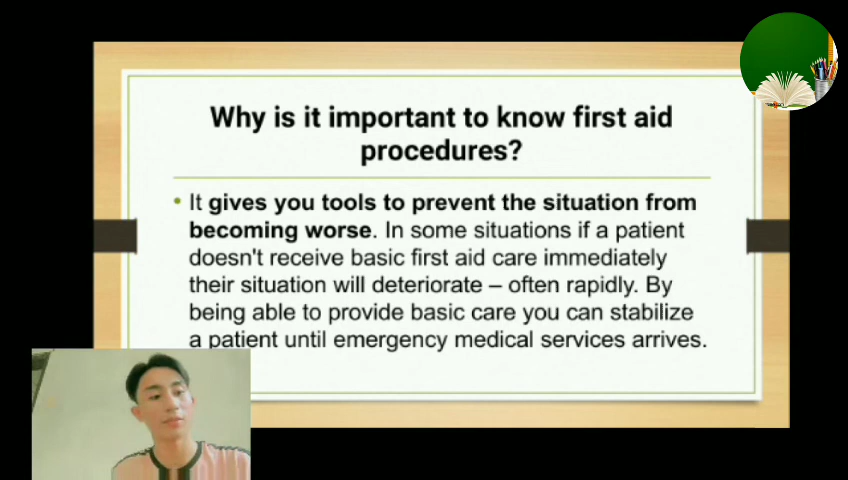 Why is it important to know first aid
procedures?
• It gives you tools to prevent the situation from
becoming worse. In some situations if a patient
doesn't receive basic first aid care immediately
their situation will deteriorate – often rapidly. By
being able to provide basic care you can stabilize
a patient until emergency medical services arrives.